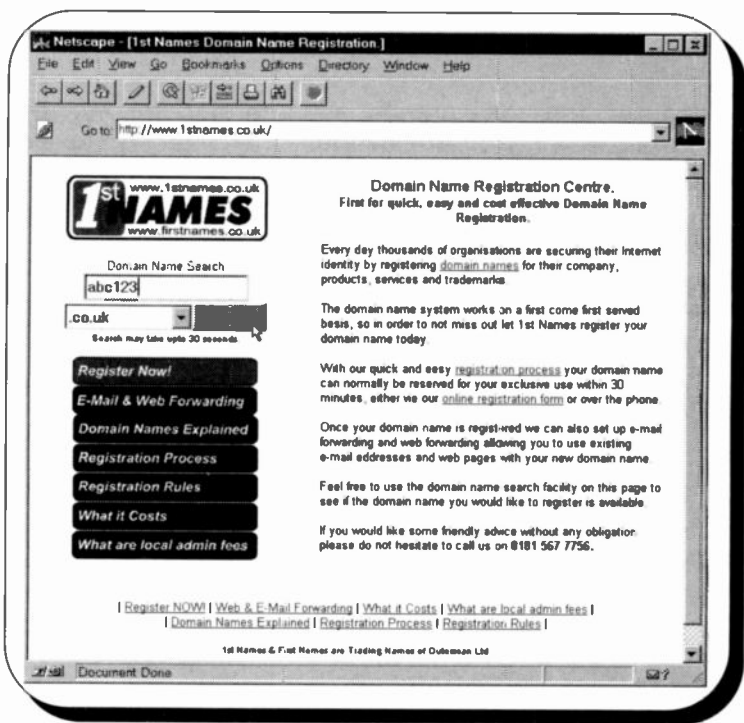 Netscape - [1st Names Domain Name Registration.]
File Edit View Go Bookmarks Options Directory Window Help
Go to: http://www.1stnames.co.uk/
1st NAMES
www.1stnames.co.uk
www.firstnames.co.uk
Domain Name Search
abc123
.co.uk
Search may take upto 30 seconds
Register Now!
E-Mail & Web Forwarding
Domain Names Explained
Registration Process
Registration Rules
What it Costs
What are local admin fees
Domain Name Registration Centre.
First for quick, easy and cost effective Domain Name
Registration.
Every day thousands of organisations are securing their Internet
identity by registering domain names for their company,
products, services and trademarks
The domain name system works on a first come first served
basis, so in order to not miss out let 1st Names register your
domain name today.
With our quick and easy registration process your domain name
can normally be reserved for your exclusive use within 30
minutes, either via our online registration form or over the phone.
Once your domain name is registered we can also set up e-mail
forwarding and web forwarding allowing you to use existing
e-mail addresses and web pages with your new domain name.
Feel free to use the domain name search facility on this page to
see if the domain name you would like to register is available.
If you would like some friendly advice without any obligation
please do not hesitate to call us on 0181 567 7756.
| Register NOW! | Web & E-Mail Forwarding | What it Costs | What are local admin fees |
| Domain Names Explained | Registration Process | Registration Rules |
1st Names & First Names are Trading Names of Ltd
Document Done